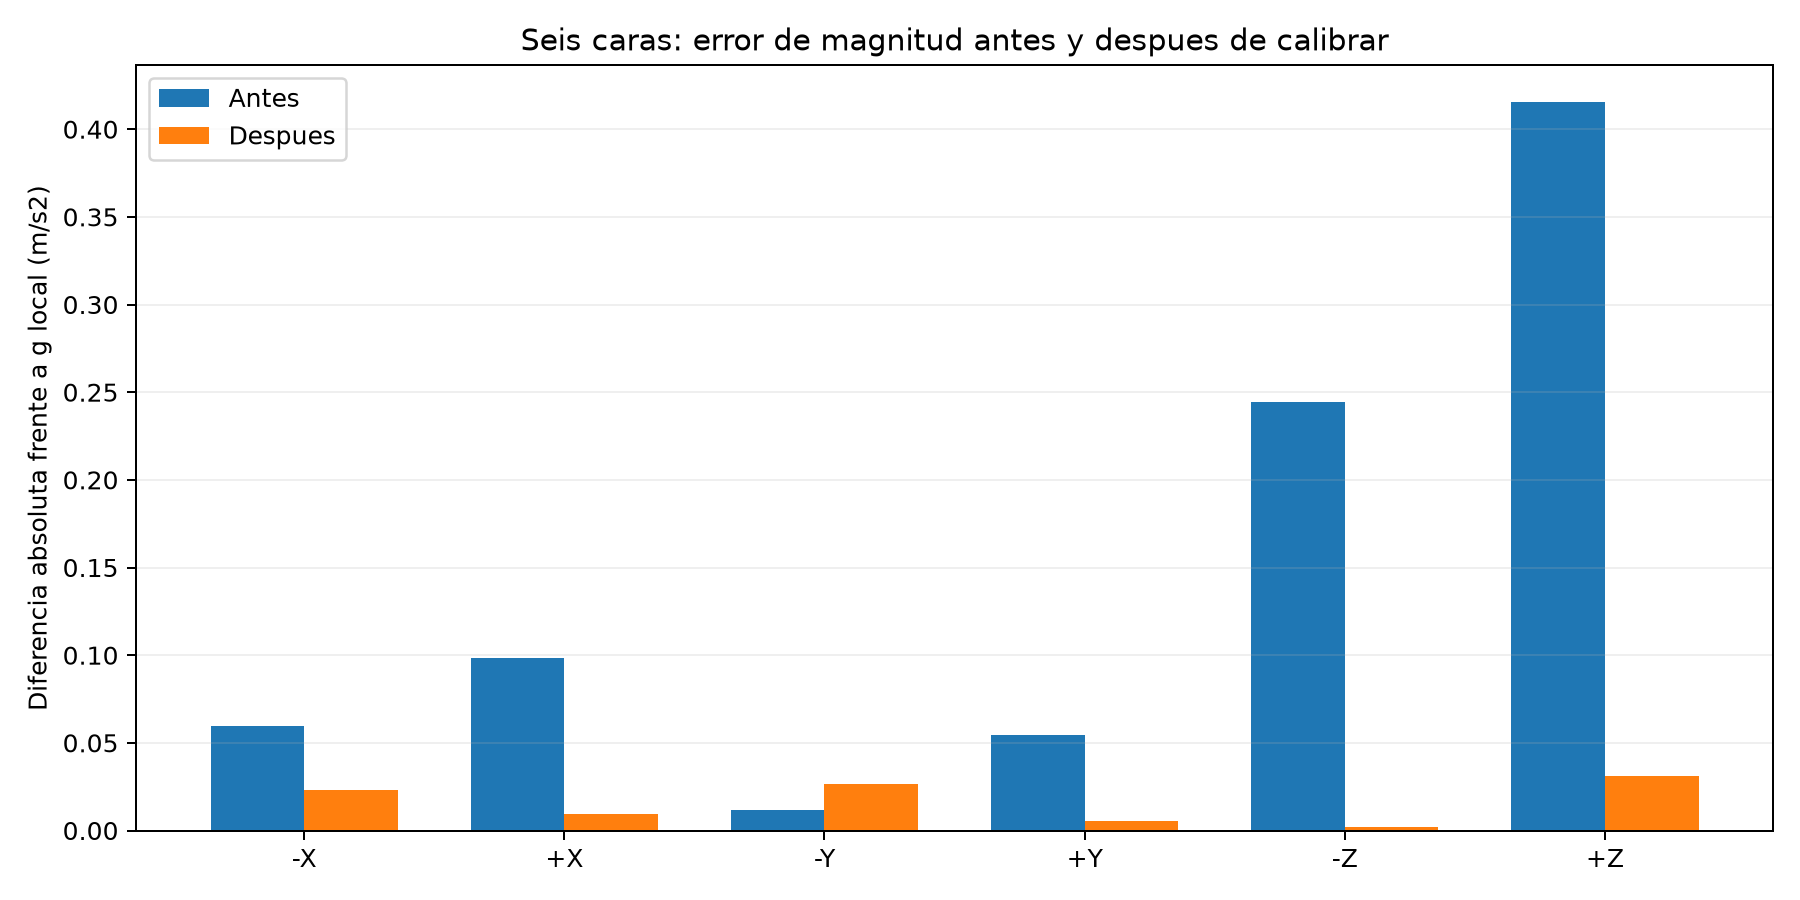 Seis caras: error de magnitud antes y despues de calibrar
Antes
Despues
Diferencia absoluta frente a g local (m/s2)
0.40
0.35
0.30
0.25
0.20
0.15
0.10
0.05
0.00
-X
+X
-Y
+Y
-Z
+Z